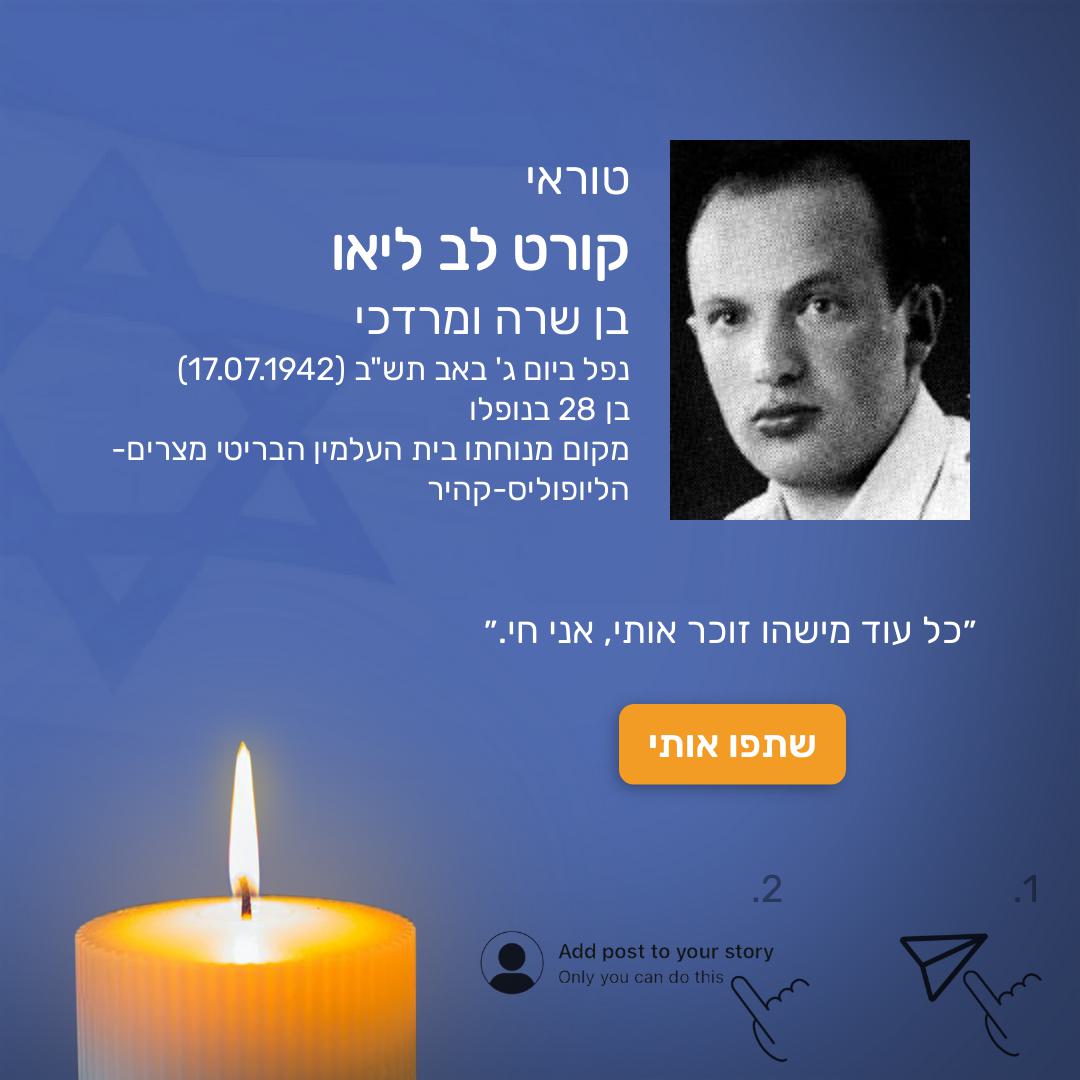 טוראי
קורט לב ליאו
בן שרה ומרדכי
נפל ביום ג' באב תש"ב (17.07.1942)
בן 28 בנופלו
מקום מנוחתו בית העלמין הבריטי מצרים-
הליופוליס-קהיר
״כל עוד מישהו זוכר אותי, אני חי.״
שתפו אותי
1.
2.
Add post to your story
Only you can do this